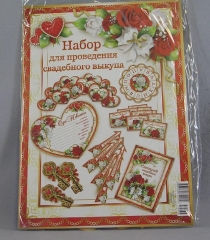 Набор
для проведения
свадебного выкупа